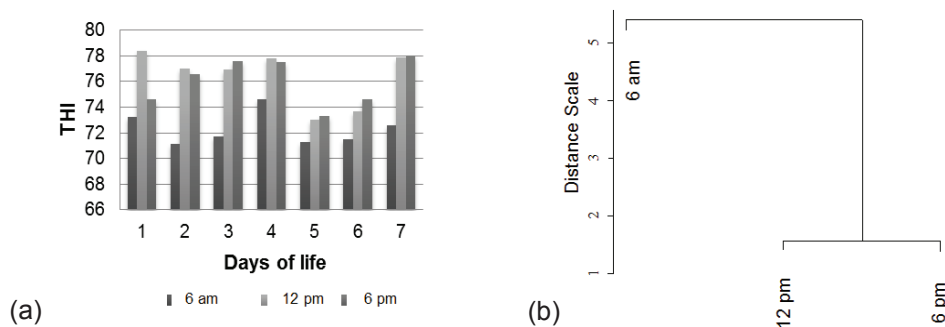 80
78
76
74
72
70
68
66
THI
1 2 3 4 5 6 7
Days of life
6 am 12 pm 6 pm
(a)
5
4
3
2
1
Distance Scale
6 am
12 pm
6 pm
(b)